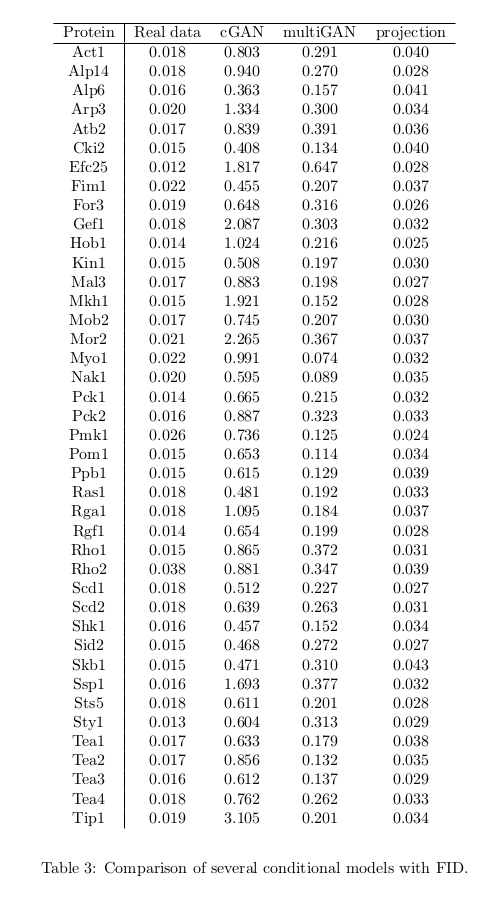 Protein Real data cGAN multiGAN projection
Act1 0.018 0.803 0.291 0.040
Alp14 0.018 0.940 0.270 0.028
Alp6 0.016 0.363 0.157 0.041
Arp3 0.020 1.334 0.300 0.034
Atb2 0.017 0.839 0.391 0.036
Cki2 0.015 0.408 0.134 0.040
Efc25 0.012 1.817 0.647 0.028
Fim1 0.022 0.455 0.207 0.037
For3 0.019 0.648 0.316 0.026
Gef1 0.018 2.087 0.303 0.032
Hob1 0.014 1.024 0.216 0.025
Kin1 0.015 0.508 0.197 0.030
Mal3 0.017 0.883 0.198 0.027
Mkh1 0.015 1.921 0.152 0.028
Mob2 0.017 0.745 0.207 0.030
Mor2 0.021 2.265 0.367 0.037
Myo1 0.022 0.991 0.074 0.032
Nak1 0.020 0.595 0.089 0.035
Pck1 0.014 0.665 0.215 0.032
Pck2 0.016 0.887 0.323 0.033
Pmk1 0.026 0.736 0.125 0.024
Pom1 0.015 0.653 0.114 0.034
Ppb1 0.015 0.615 0.129 0.039
Ras1 0.018 0.481 0.192 0.033
Rga1 0.018 1.095 0.184 0.037
Rgf1 0.014 0.654 0.199 0.028
Rho1 0.015 0.865 0.372 0.031
Rho2 0.038 0.881 0.347 0.039
Scd1 0.018 0.512 0.227 0.027
Scd2 0.018 0.639 0.263 0.031
Shk1 0.016 0.457 0.152 0.034
Sid2 0.015 0.468 0.272 0.027
Skb1 0.015 0.471 0.310 0.043
Ssp1 0.016 1.693 0.377 0.032
Sts5 0.018 0.611 0.201 0.028
Sty1 0.013 0.604 0.313 0.029
Tea1 0.017 0.633 0.179 0.038
Tea2 0.017 0.856 0.132 0.035
Tea3 0.016 0.612 0.137 0.029
Tea4 0.018 0.762 0.262 0.033
Tip1 0.019 3.105 0.201 0.034
Table 3: Comparison of several conditional models with FID.